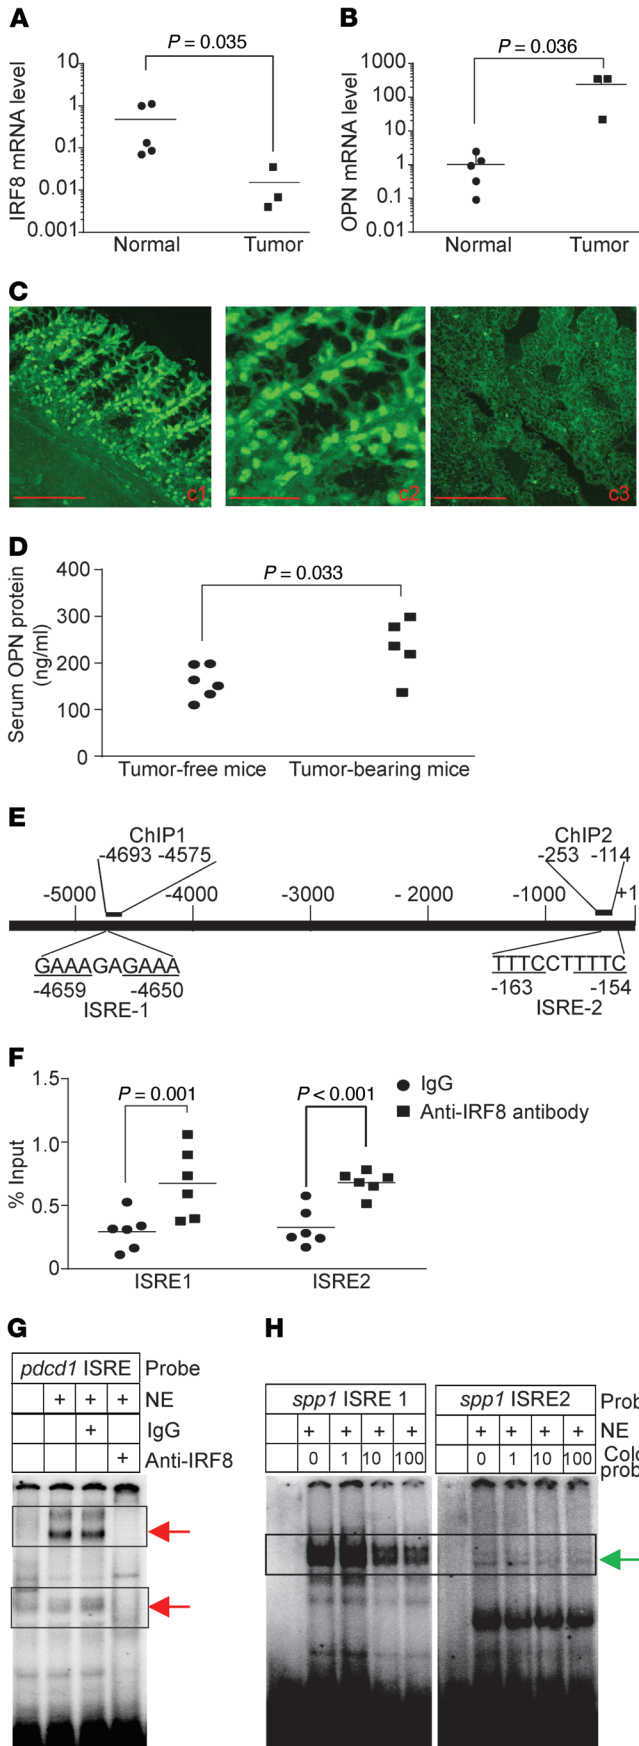 A
P = 0.035
IRF8 mRNA level
10
1
0.1
0.01
0.001
Normal
Tumor
B
P = 0.036
OPN mRNA level
1000
100
10
1
0.1
0.01
Normal
Tumor
C
c1
c2
c3
D
P = 0.033
Serum OPN protein
(ng/ml)
400
300
200
100
0
Tumor-free mice
Tumor-bearing mice
E
ChIP1
-4693 -4575
ChIP2
-253 -114
-5000 -4000 -3000 - 2000 -1000 +1
GAAAGAGAAA
-4659 -4650
ISRE-1
TTTCCTTTTC
-163 -154
ISRE-2
F
P = 0.001
P < 0.001
IgG
Anti-IRF8 antibody
% Input
1.5
1.0
0.5
0
ISRE1
ISRE2
G
pdcd1 ISRE Probe
+ + + NE
+ IgG
+ Anti-IRF8
H
spp1 ISRE 1 spp1 ISRE2 Prob
+ + + + + + + + NE
0 1 10 100 0 1 10 100 Cold
prob